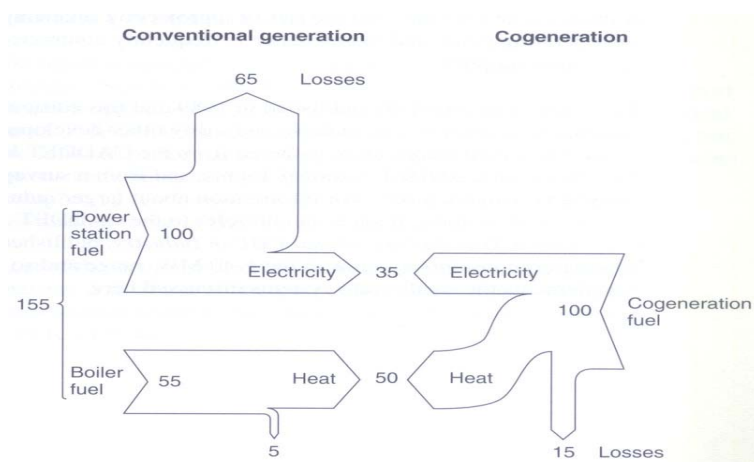 Conventional generation
Cogeneration
65 Losses
Power
station
fuel
100
Electricity
35
Electricity
155
100
Cogeneration
fuel
Boiler
fuel
55
Heat
50
Heat
5
15 Losses